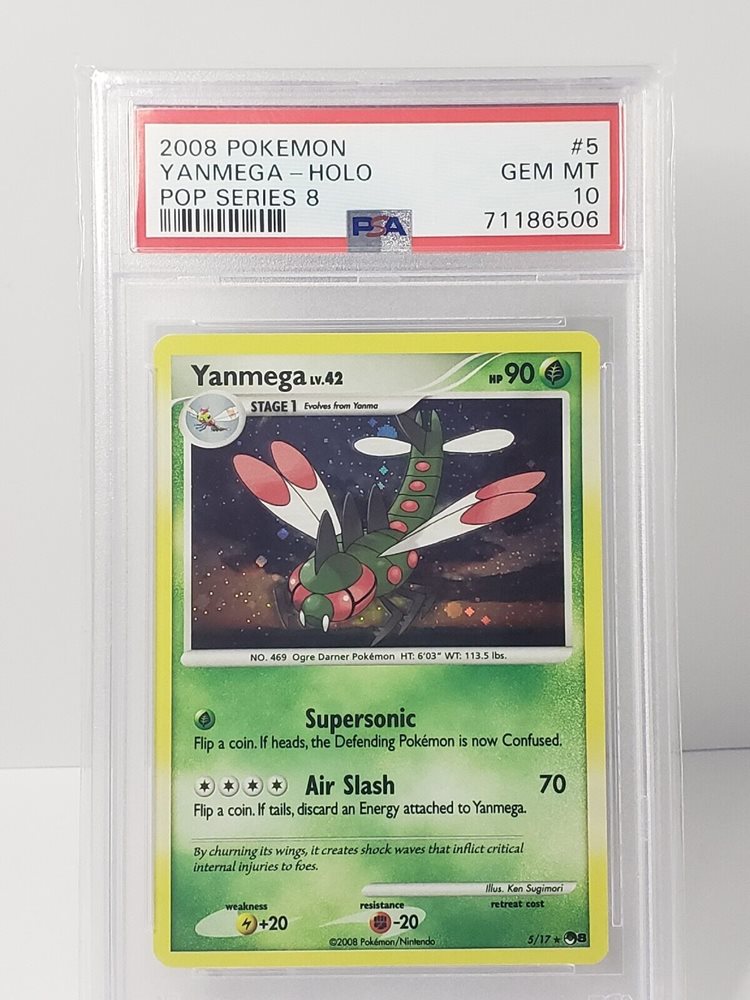 2008 POKEMON #5
YANMEGA - HOLO GEM MT
POP SERIES 8 10
PSA 71186506
Yanmega LV.42 HP 90
STAGE 1 Evolves from Yanma
NO. 469 Ogre Darner Pokémon HT: 6'03" WT: 113.5 lbs.
Supersonic
Flip a coin. If heads, the Defending Pokémon is now Confused.
Air Slash 70
Flip a coin. If tails, discard an Energy attached to Yanmega.
By churning its wings, it creates shock waves that inflict critical
internal injuries to foes.
Illus. Ken Sugimori
weakness resistance retreat cost
+20 -20
©2008 Pokémon/Nintendo 5/17 ★ 8